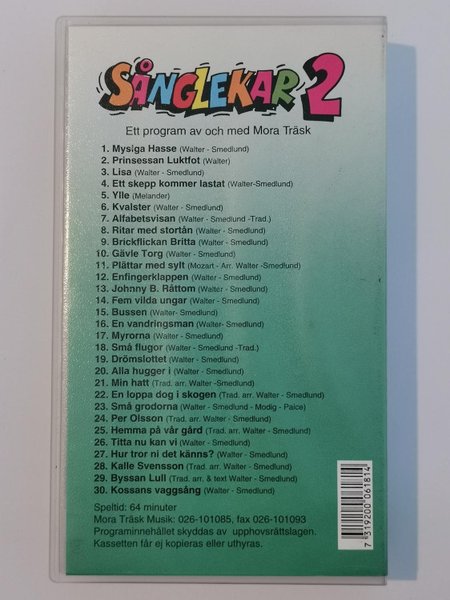 SÅNGLEKAR 2
Ett program av och med Mora Träsk
1. Mysiga Hasse (Walter - Smedlund)
2. Prinsessan Luktfot (Walter)
3. Lisa (Walter - Smedlund)
4. Ett skepp kommer lastat (Walter-Smedlund)
5. Ylle (Melander)
6. Kvalster (Walter - Smedlund)
7. Alfabetsvisan (Walter - Smedlund -Trad.)
8. Ritar med stortån (Walter - Smedlund)
9. Brickflickan Britta (Walter - Smedlund)
10. Gävle Torg (Walter - Smedlund)
11. Plättar med sylt (Mozart - Arr. Walter -Smedlund)
12. Enfingerklappen (Walter - Smedlund)
13. Johnny B. Råttom (Walter - Smedlund)
14. Fem vilda ungar (Walter - Smedlund)
15. Bussen (Walter- Smedlund)
16. En vandringsman (Walter- Smedlund)
17. Myrorna (Walter - Smedlund)
18. Små flugor (Walter - Smedlund -Trad.)
19. Drömslottet (Walter - Smedlund)
20. Alla hugger i (Walter - Smedlund)
21. Min hatt (Trad. arr. Walter -Smedlund)
22. En loppa dog i skogen (Trad. arr. Walter - Smedlund)
23. Små grodorna (Walter - Smedlund - Modig - Paice)
24. Per Olsson (Trad. arr. Walter - Smedlund)
25. Hemma på vår gård (Trad. arr. Walter - Smedlund)
26. Titta nu kan vi (Walter - Smedlund)
27. Hur tror ni det känns? (Walter - Smedlund)
28. Kalle Svensson (Trad. arr. Walter - Smedlund)
29. Byssan Lull (Trad. arr. & text Walter - Smedlund)
30. Kossans vaggsång (Walter - Smedlund)
Speltid: 64 minuter
Mora Träsk Musik: 026-101085, fax 026-101093
Programinnehållet skyddas av upphovsrättslagen.
Kassetten får ej kopieras eller uthyras.
7 319200 061814